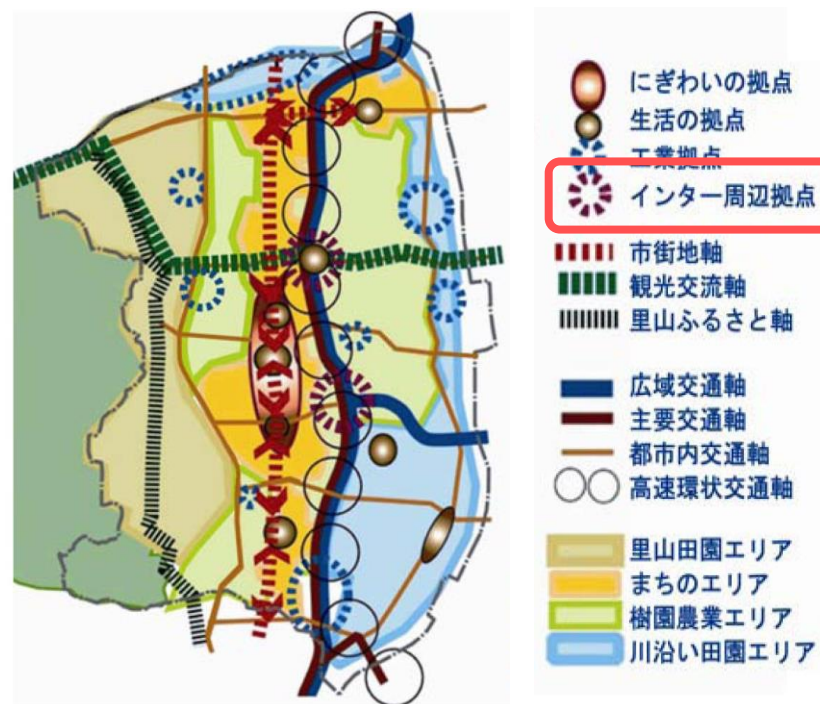 にぎわいの拠点
生活の拠点
工業拠点
インター周辺拠点
市街地軸
観光交流軸
里山ふるさと軸
広域交通軸
主要交通軸
都市内交通軸
高速環状交通軸
里山田園エリア
まちのエリア
樹園農業エリア
川沿い田園エリア